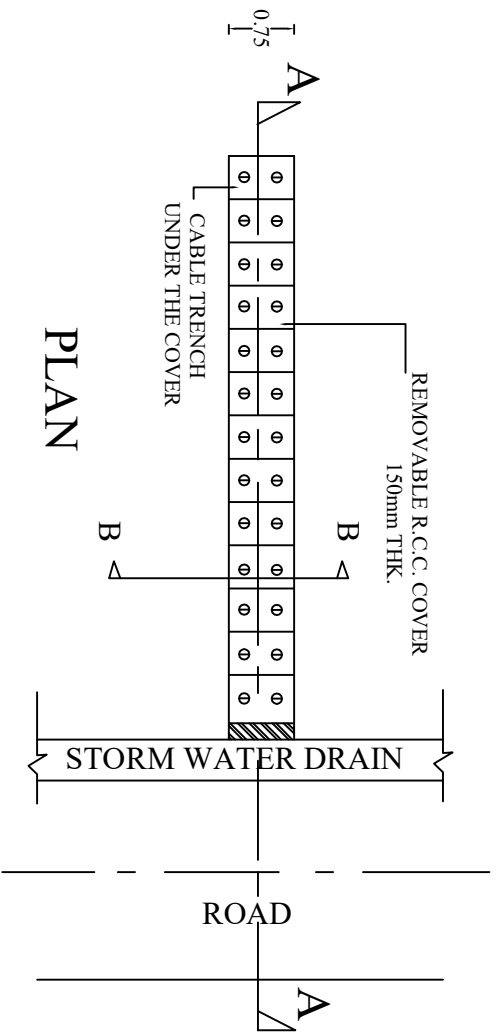 0.75
A
REMOVABLE R.C.C. COVER
150mm THK.
CABLE TRENCH
UNDER THE COVER
B
B
PLAN
STORM WATER DRAIN
ROAD
A